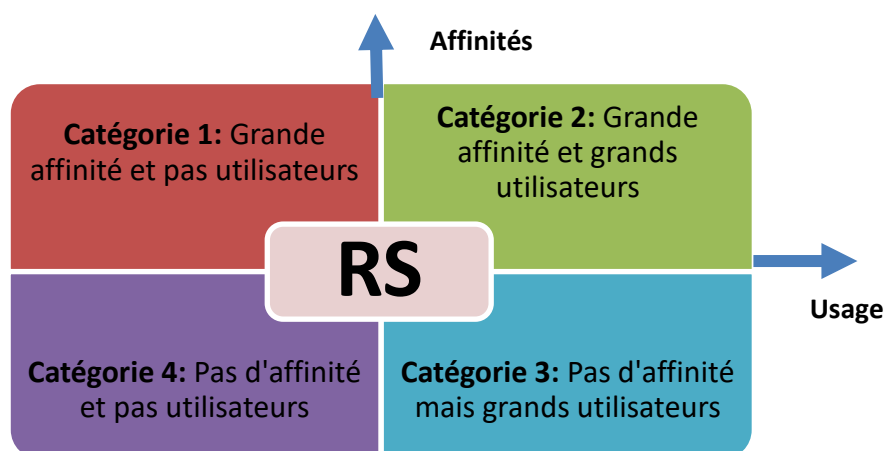 Affinités
Catégorie 1: Grande
affinité et pas utilisateurs
Catégorie 2: Grande
affinité et grands
utilisateurs
RS
Usage
Catégorie 4: Pas d'affinité
et pas utilisateurs
Catégorie 3: Pas d'affinité
mais grands utilisateurs